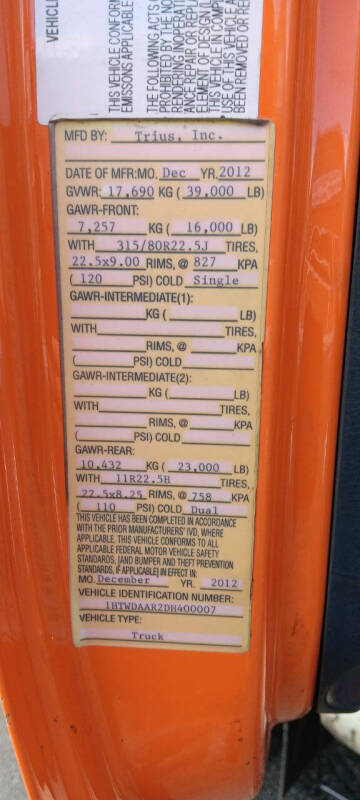 VEHICL
THIS VEHICLE CONFOR
EMISSONS APPLICABLE
THE FOLLOWING ACTS O
PROHIBITED BY THE NO
RENDERING INOPERATI
ANCE REPAIR OR REPL
ELEMENT OF DESIGN (L
THIS VEHICLE IN COMP
USE OF THIS VEHICLE A
BEEN REMOVED OR RE
MFD BY: Trius, Inc.
DATE OF MFR: MO. Dec YR. 2012
GVWR: 17,690 KG ( 39,000 LB)
GAWR-FRONT:
7,257 KG ( 16,000 LB)
WITH 315/80R22.5J TIRES,
22.5x9.00 RIMS, @ 827 KPA
( 120 PSI) COLD Single
GAWR-INTERMEDIATE(1):
KG ( LB)
WITH TIRES,
RIMS, @ KPA
( PSI) COLD
GAWR-INTERMEDIATE(2):
KG ( LB)
WITH TIRES,
RIMS, @ KPA
( PSI) COLD
GAWR-REAR:
10,432 KG ( 23,000 LB)
WITH 11R22.5H TIRES,
22.5x8.25 RIMS, @ 758 KPA
( 110 PSI) COLD Dual
THIS VEHICLE HAS BEEN COMPLETED IN ACCORDANCE
WITH THE PRIOR MANUFACTURERS' IVD, WHERE
APPLICABLE. THIS VEHICLE CONFORMS TO ALL
APPLICABLE FEDERAL MOTOR VEHICLE SAFETY
STANDARDS, [AND BUMPER AND THEFT PREVENTION
STANDARDS, IF APPLICABLE] IN EFFECT IN:
MO. December YR. 2012
VEHICLE IDENTIFICATION NUMBER:
1HTWDAAR2DH400007
VEHICLE TYPE:
Truck